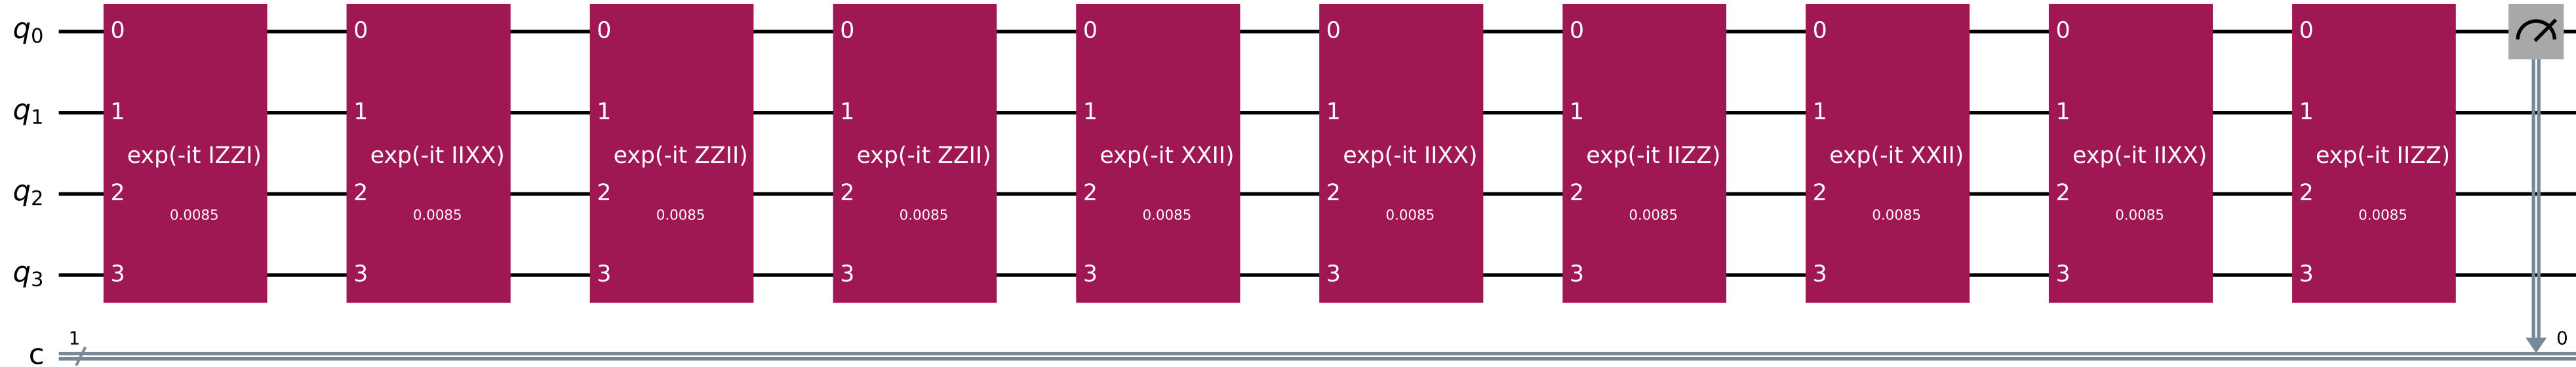 q0 0 0 0 0 0 0 0 0 0 0
q1 1 1 1 1 1 1 1 1 1 1
exp(-it IZZI) exp(-it IIXX) exp(-it ZZII) exp(-it ZZII) exp(-it XXII) exp(-it IIXX) exp(-it IIZZ) exp(-it XXII) exp(-it IIXX) exp(-it IIZZ)
q2 2 2 2 2 2 2 2 2 2 2
0.0085 0.0085 0.0085 0.0085 0.0085 0.0085 0.0085 0.0085 0.0085 0.0085
q3 3 3 3 3 3 3 3 3 3 3
1 0
c